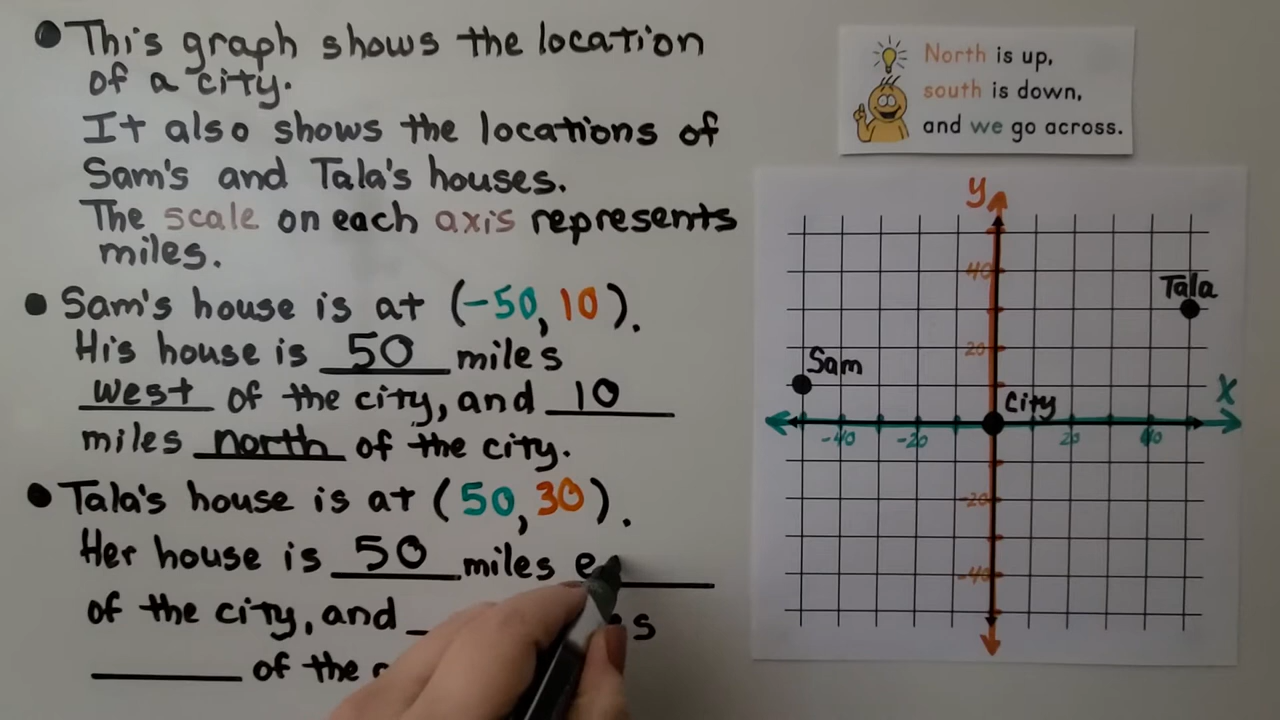 This graph shows the location
of a city.
It also shows the locations of
Sam's and Tala's houses.
The scale on each axis represents
miles.
Sam's house is at (-50, 10).
His house is 50 miles
west of the city, and 10
miles north of the city.
Tala's house is at (50, 30).
Her house is 50 miles
of the city, and
of the
North is up,
south is down,
and we go across.
y
40
Tala
20
Sam
City
x
-40 -20 20 40
-20
-40